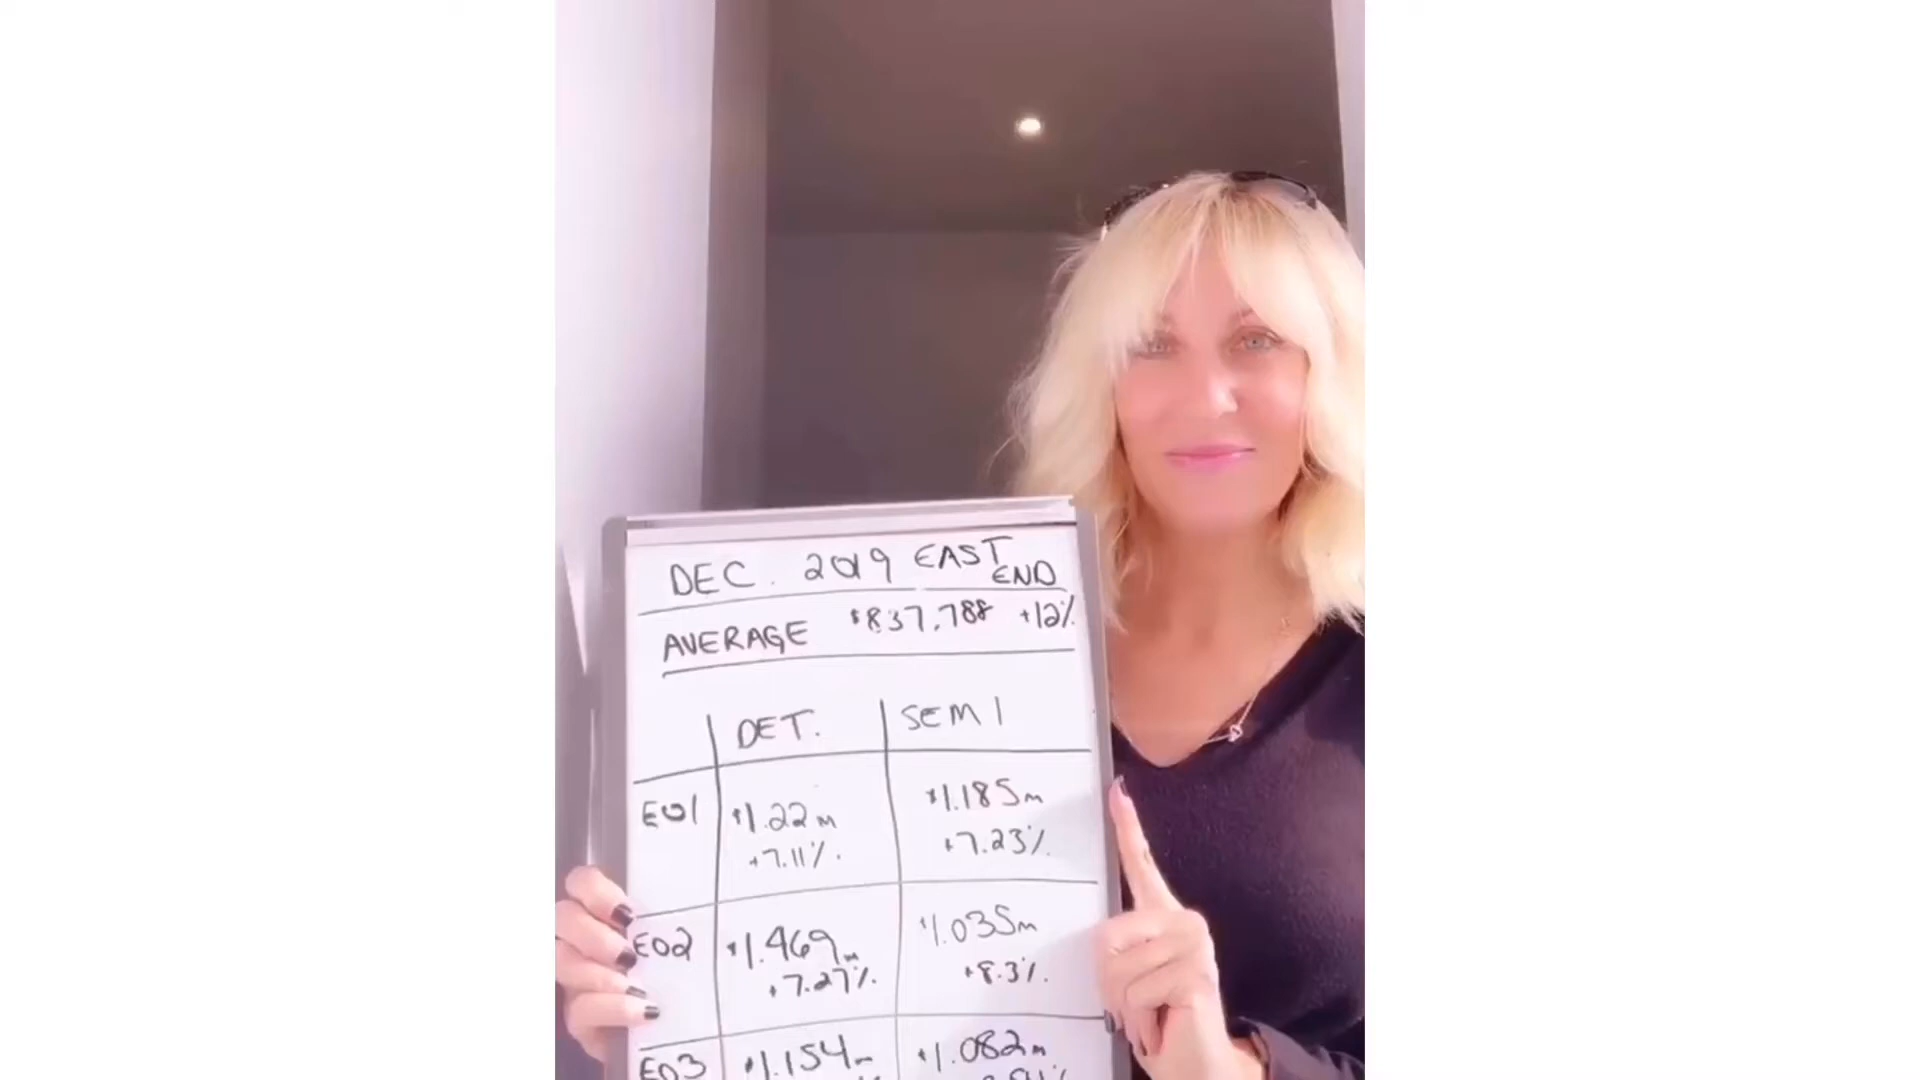 DEC. 2019 EAST END
AVERAGE $837,788 +12%
DET. SEMI
E01 $1.22m $1.185m
+7.11% +7.23%
E02 $1.469m $1.035m
+7.27% +8.3%
E03 $1.154m $1.082m